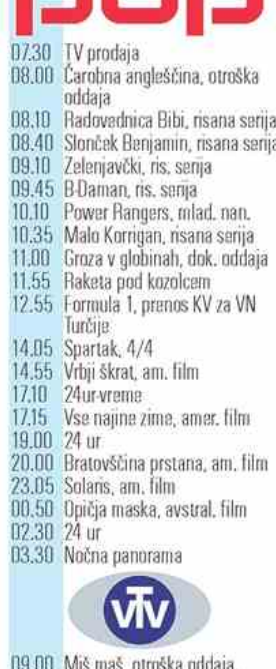 pop
07.30 TV prodaja
08.00 Čarobna angleščina, otroška
oddaja
08.10 Radovednica Bibi, risana serija
08.40 Slonček Benjamin, risana serija
09.10 Zelenjavčki, ris. serija
09.45 B-Daman, ris. serija
10.10 Power Rangers, mlad. nan.
10.35 Malo Korrigan, risana serija
11.00 Groza v globinah, dok. oddaja
11.55 Raketa pod kozolcem
12.55 Formula 1, prenos KV za VN
Turčije
14.05 Spartak, 4/4
14.55 Vrbji škrat, am. film
17.10 24ur-vreme
17.15 Vse najine zime, amer. film
19.00 24 ur
20.00 Bratovščina prstana, am. film
23.05 Solaris, am. film
00.50 Opičja maska, avstral. film
02.30 24 ur
03.30 Nočna panorama
VTV
09.00 Miš maš, otroška oddaja